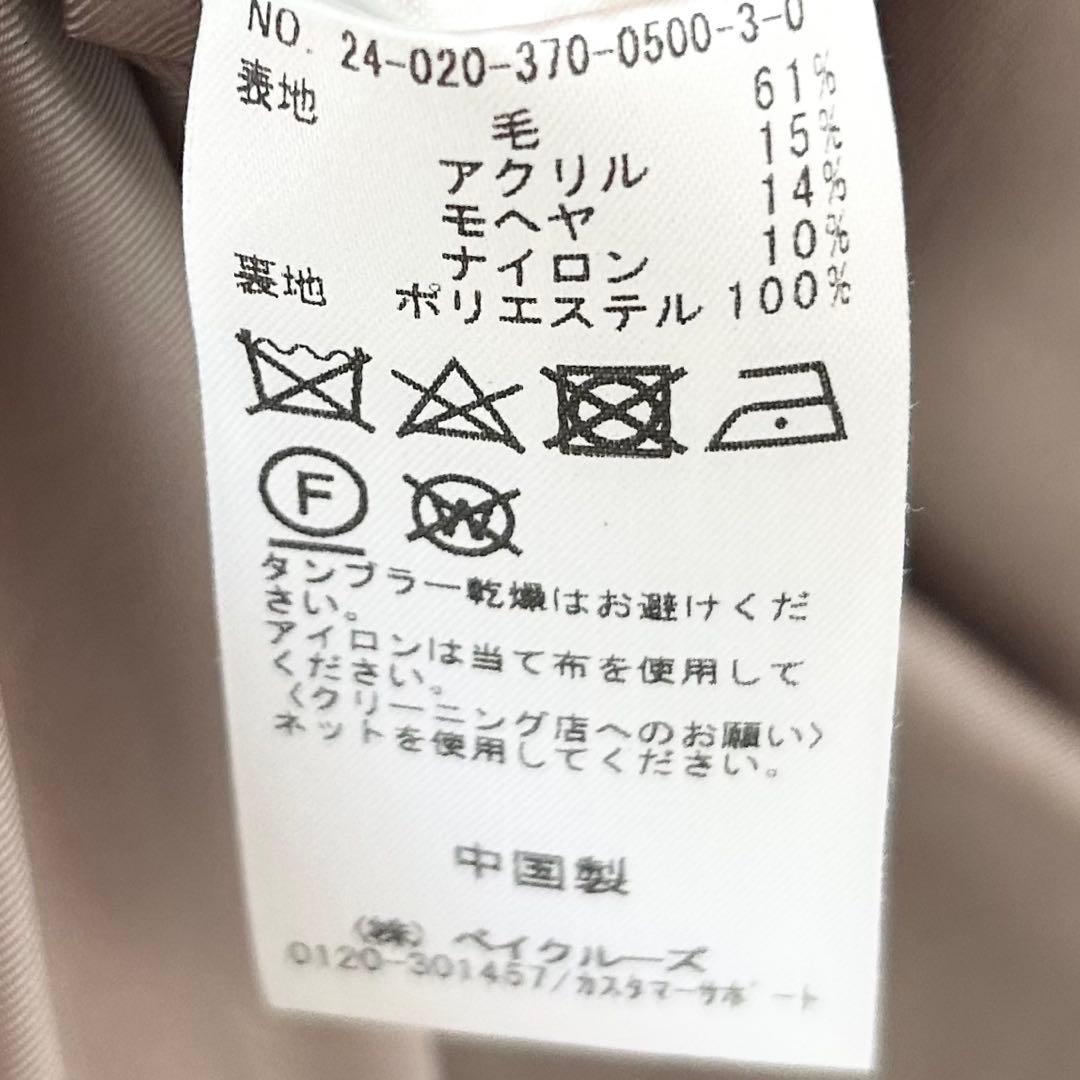 NO. 24-020-370-0500-3-0
表地 毛 61%
アクリル 15%
モヘヤ 14%
ナイロン 10%
裏地 ポリエステル 100%
F
W
タンブラー乾燥はお避けくだ
さい。
アイロンは当て布を使用して
ください。
〈クリーニング店へのお願い〉
ネットを使用してください。
中国製
(株) ベイクルーズ
0120-301457/カスタマーサポート